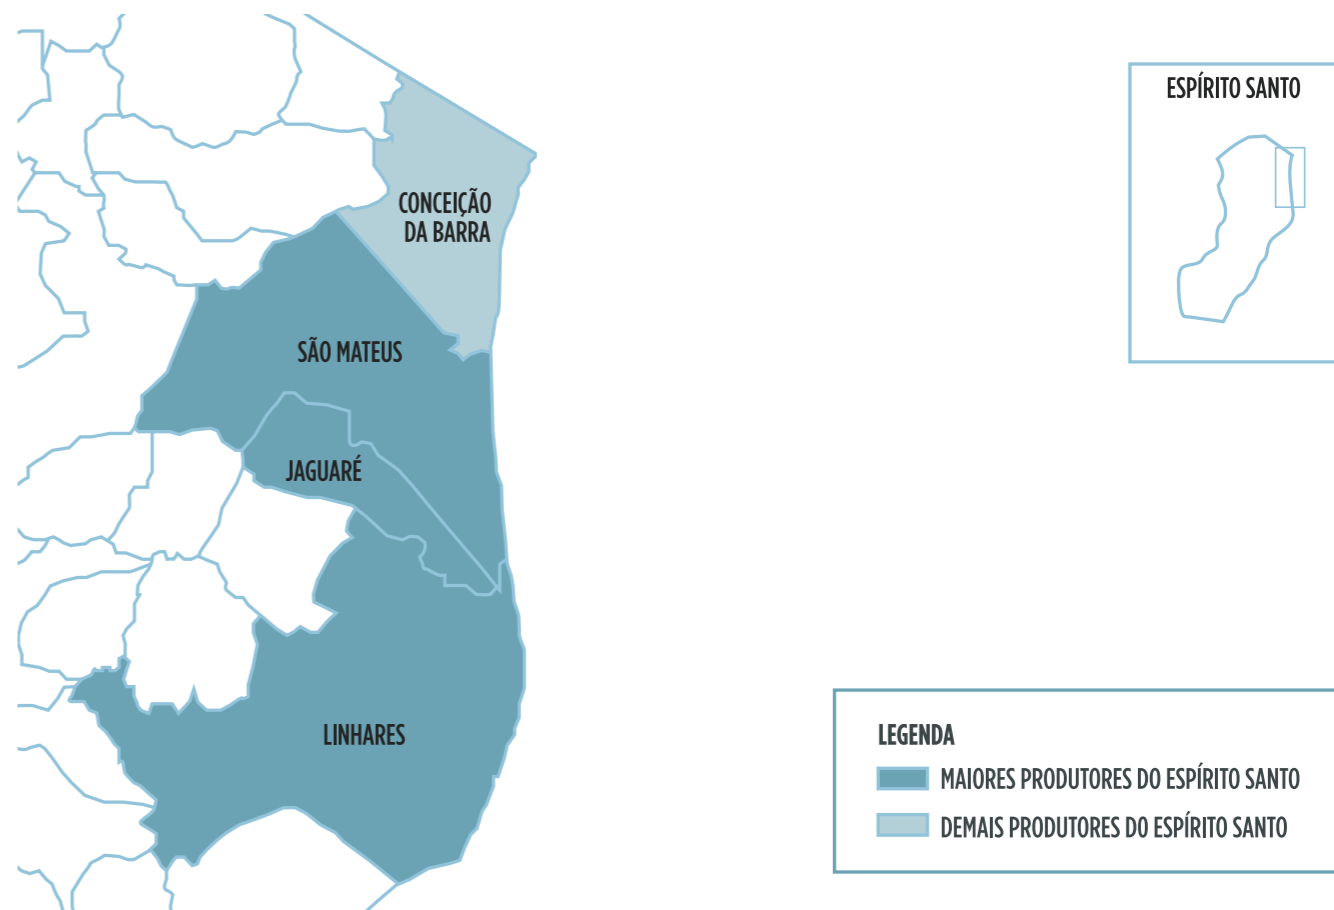 ESPÍRITO SANTO
CONCEIÇÃO
DA BARRA
SÃO MATEUS
JAGUARÉ
LINHARES
LEGENDA
MAIORES PRODUTORES DO ESPÍRITO SANTO
DEMAIS PRODUTORES DO ESPÍRITO SANTO